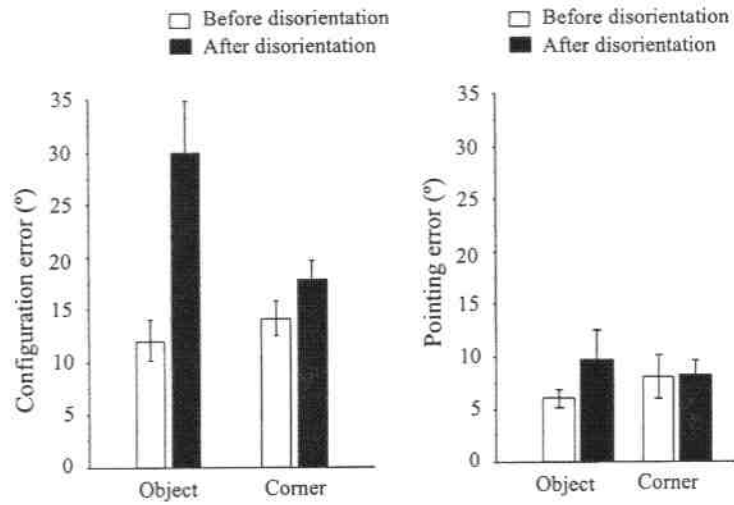 Before disorientation
After disorientation
Configuration error (º)
35
30
25
20
15
10
5
0
Object Corner
Before disorientation
After disorientation
Pointing error (º)
35
30
25
20
15
10
5
0
Object Corner